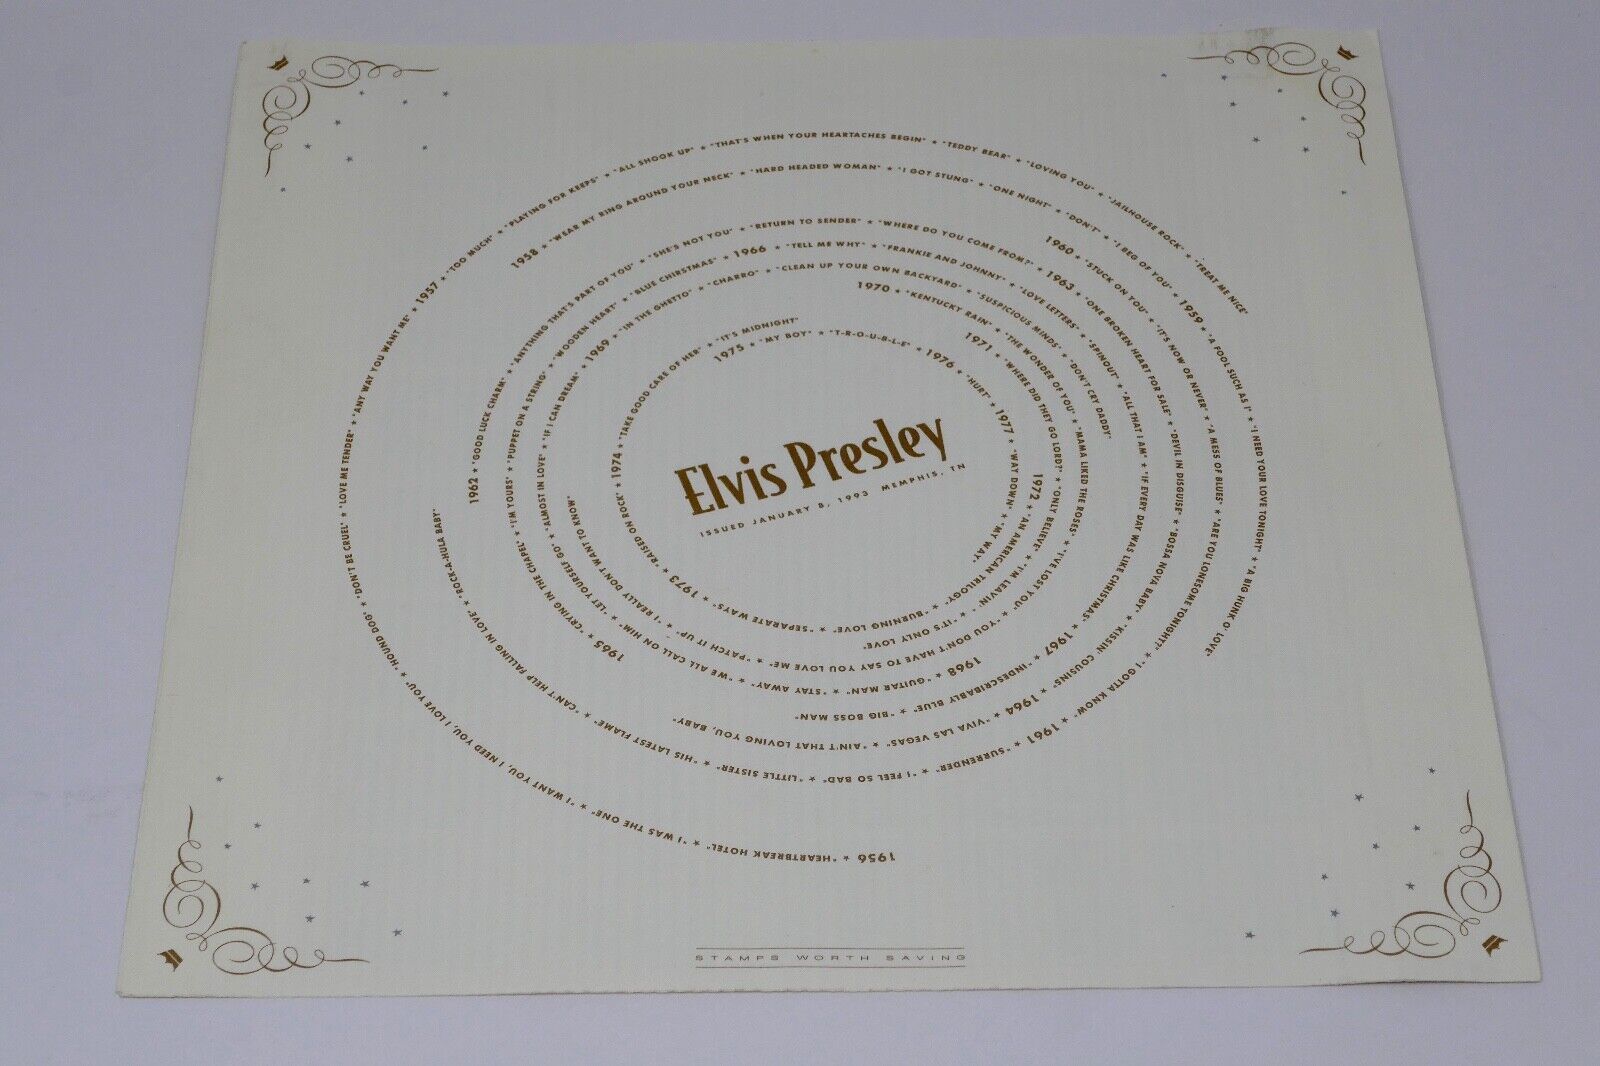 1956 ★ "HEARTBREAK HOTEL" ★ "I WAS THE ONE" ★ "I WANT YOU, I NEED YOU, I LOVE YOU" ★ "HOUND DOG" ★ "DON'T BE CRUEL" ★ "LOVE ME TENDER" ★ "ANY WAY YOU WANT ME" ★ 1957 ★ "TOO MUCH" ★ "PLAYING FOR KEEPS" ★ "ALL SHOOK UP" ★ "THAT'S WHEN YOUR HEARTACHES BEGIN" ★ "TEDDY BEAR" ★ "LOVING YOU" ★ "JAILHOUSE ROCK" ★ "TREAT ME NICE"
1958 ★ "WEAR MY RING AROUND YOUR NECK" ★ "HARD HEADED WOMAN" ★ "I GOT STUNG" ★ "ONE NIGHT" ★ "DON'T" ★ "I BEG OF YOU" ★ 1959 ★ "A FOOL SUCH AS I" ★ "I NEED YOUR LOVE TONIGHT" ★ "A BIG HUNK O' LOVE"
1960 ★ "STUCK ON YOU" ★ "IT'S NOW OR NEVER" ★ "A MESS OF BLUES" ★ "ARE YOU LONESOME TONIGHT?" ★ "I GOTTA KNOW" ★ 1961 ★ "SURRENDER" ★ "I FEEL SO BAD" ★ "LITTLE SISTER" ★ "HIS LATEST FLAME" ★ "CAN'T HELP FALLING IN LOVE" ★ "ROCK-A-HULA BABY"
1962 ★ "GOOD LUCK CHARM" ★ "ANYTHING THAT'S PART OF YOU" ★ "SHE'S NOT YOU" ★ "RETURN TO SENDER" ★ "WHERE DO YOU COME FROM?" ★ 1963 ★ "ONE BROKEN HEART FOR SALE" ★ "DEVIL IN DISGUISE" ★ "BOSSA NOVA BABY" ★ "KISSIN' COUSINS" ★ 1964 ★ "VIVA LAS VEGAS" ★ "AIN'T THAT LOVING YOU, BABY"
1965 ★ "CRYING IN THE CHAPEL" ★ "I'M YOURS" ★ "PUPPET ON A STRING" ★ "WOODEN HEART" ★ "BLUE CHIRSTMAS" ★ 1966 ★ "TELL ME WHY" ★ "FRANKIE AND JOHNNY" ★ "LOVE LETTERS" ★ "SPINOUT" ★ "ALL THAT I AM" ★ "IF EVERY DAY WAS LIKE CHRISTMAS" ★ 1967 ★ "INDESCRIBABLY BLUE" ★ "BIG BOSS MAN"
1968 ★ "GUITAR MAN" ★ "STAY AWAY" ★ "WE ALL CALL ON HIM" ★ "LET YOURSELF GO" ★ "ALMOST IN LOVE" ★ "IF I CAN DREAM" ★ 1969 ★ "IN THE GHETTO" ★ "CHARRO" ★ "CLEAN UP YOUR OWN BACKYARD" ★ "SUSPICIOUS MINDS" ★ "DON'T CRY DADDY"
1970 ★ "KENTUCKY RAIN" ★ "THE WONDER OF YOU" ★ "MAMA LIKED THE ROSES" ★ "I'VE LOST YOU" ★ "YOU DON'T HAVE TO SAY YOU LOVE ME" ★ "PATCH IT UP" ★ "I REALLY DON'T WANT TO KNOW"
1971 ★ "WHERE DID THEY GO LORD?" ★ "ONLY BELIEVE" ★ "I'M LEAVIN'" ★ "IT'S ONLY LOVE"
1972 ★ "AN AMERICAN TRILOGY" ★ "BURNING LOVE" ★ "SEPARATE WAYS" ★ 1973 ★ "RAISED ON ROCK" ★ 1974 ★ "TAKE GOOD CARE OF HER" ★ "IT'S MIDNIGHT"
1975 ★ "MY BOY" ★ "T-R-O-U-B-L-E" ★ 1976 ★ "HURT" ★ 1977 ★ "WAY DOWN" ★ "MY WAY"
Elvis Presley
ISSUED JANUARY 8, 1993 MEMPHIS, TN
STAMPS WORTH SAVING